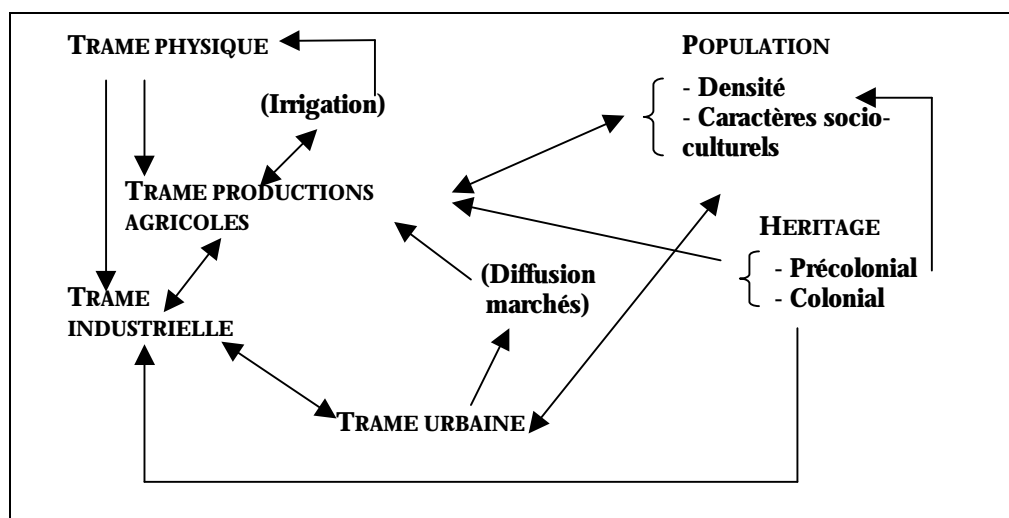 TRAME PHYSIQUE
(Irrigation)
TRAME PRODUCTIONS
AGRICOLES
TRAME
INDUSTRIELLE
(Diffusion
marchés)
TRAME URBAINE
POPULATION
- Densité
- Caractères socio-
culturels
HERITAGE
- Précolonial
- Colonial